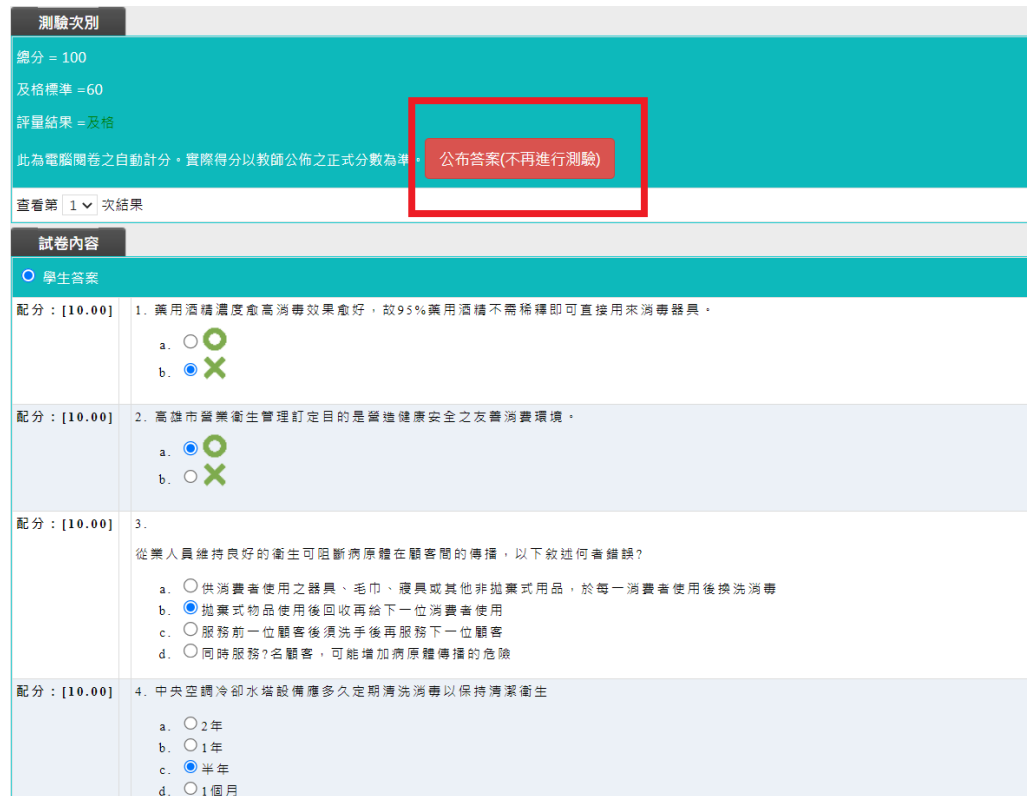 測驗次別
總分 = 100
及格標準 =60
評量結果 =及格
此為電腦閱卷之自動計分。實際得分以教師公佈之正式分數為準。 公布答案(不再進行測驗)
查看第 1 次結果
試卷內容
學生答案
配分：[10.00] 1. 藥用酒精濃度愈高消毒效果愈好，故95%藥用酒精不需稀釋即可直接用來消毒器具。
a.
b.
配分：[10.00] 2. 高雄市營業衛生管理訂定目的是營造健康安全之友善消費環境。
a.
b.
配分：[10.00] 3.
從業人員維持良好的衛生可阻斷病原體在顧客間的傳播，以下敘述何者錯誤?
a. 供消費者使用之器具、毛巾、寢具或其他非拋棄式用品，於每一消費者使用後換洗消毒
b. 拋棄式物品使用後回收再給下一位消費者使用
c. 服務前一位顧客後須洗手後再服務下一位顧客
d. 同時服務?名顧客，可能增加病原體傳播的危險
配分：[10.00] 4. 中央空調冷卻水塔設備應多久定期清洗消毒以保持清潔衛生
a. 2年
b. 1年
c. 半年
d. 1個月